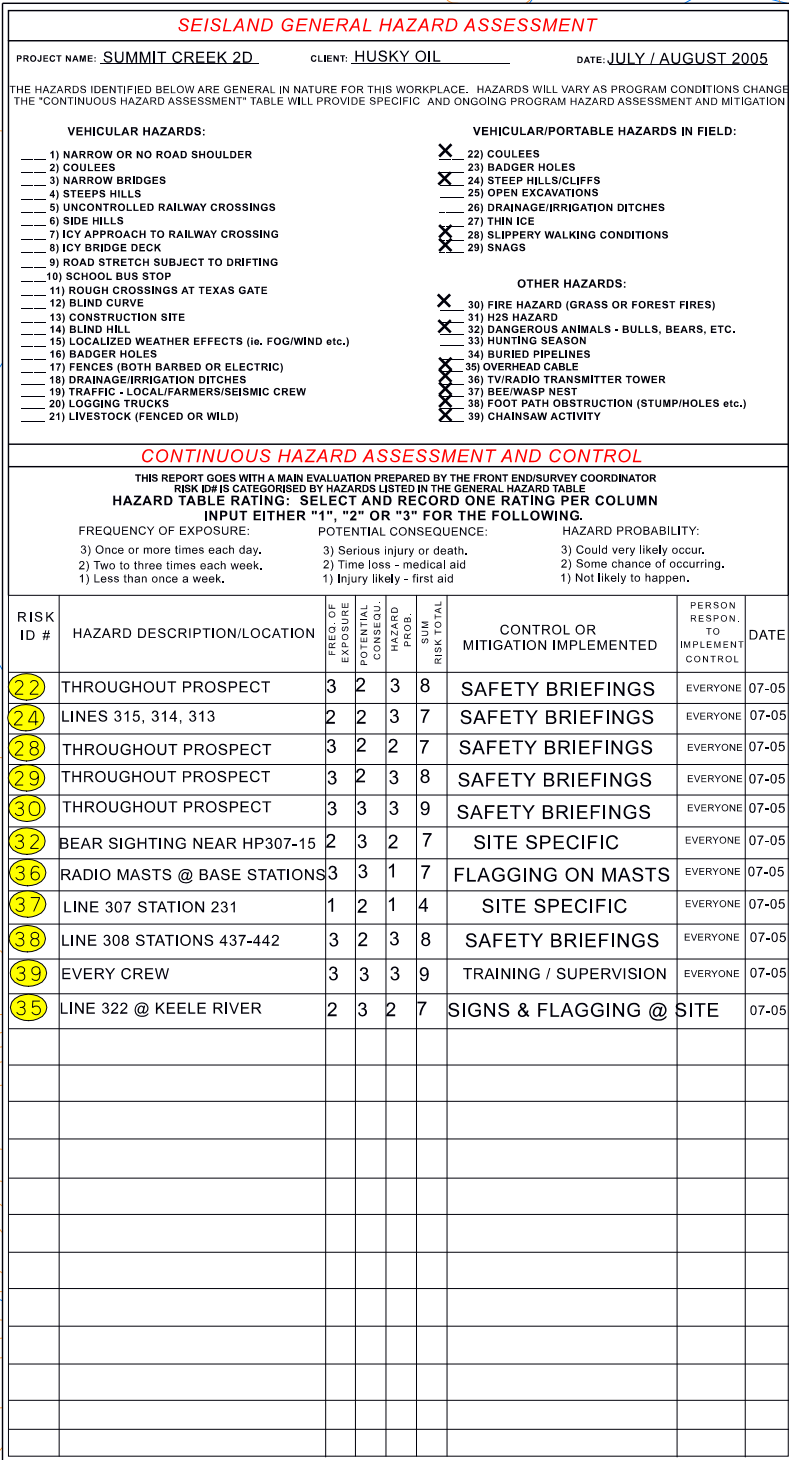 SEISLAND GENERAL HAZARD ASSESSMENT
PROJECT NAME: SUMMIT CREEK 2D CLIENT: HUSKY OIL DATE: JULY / AUGUST 2005
THE HAZARDS IDENTIFIED BELOW ARE GENERAL IN NATURE FOR THIS WORKPLACE. HAZARDS WILL VARY AS PROGRAM CONDITIONS CHANGE
THE "CONTINUOUS HAZARD ASSESSMENT" TABLE WILL PROVIDE SPECIFIC AND ONGOING PROGRAM HAZARD ASSESSMENT AND MITIGATION
VEHICULAR HAZARDS:
1) NARROW OR NO ROAD SHOULDER
2) COULEES
3) NARROW BRIDGES
4) STEEPS HILLS
5) UNCONTROLLED RAILWAY CROSSINGS
6) SIDE HILLS
7) ICY APPROACH TO RAILWAY CROSSING
8) ICY BRIDGE DECK
9) ROAD STRETCH SUBJECT TO DRIFTING
10) SCHOOL BUS STOP
11) ROUGH CROSSINGS AT TEXAS GATE
12) BLIND CURVE
13) CONSTRUCTION SITE
14) BLIND HILL
15) LOCALIZED WEATHER EFFECTS (ie. FOG/WIND etc.)
16) BADGER HOLES
17) FENCES (BOTH BARBED OR ELECTRIC)
18) DRAINAGE/IRRIGATION DITCHES
19) TRAFFIC - LOCAL/FARMERS/SEISMIC CREW
20) LOGGING TRUCKS
21) LIVESTOCK (FENCED OR WILD)
VEHICULAR/PORTABLE HAZARDS IN FIELD:
X 22) COULEES
23) BADGER HOLES
X 24) STEEP HILLS/CLIFFS
25) OPEN EXCAVATIONS
26) DRAINAGE/IRRIGATION DITCHES
27) THIN ICE
X 28) SLIPPERY WALKING CONDITIONS
X 29) SNAGS
OTHER HAZARDS:
X 30) FIRE HAZARD (GRASS OR FOREST FIRES)
31) H2S HAZARD
X 32) DANGEROUS ANIMALS - BULLS, BEARS, ETC.
33) HUNTING SEASON
34) BURIED PIPELINES
X 35) OVERHEAD CABLE
X 36) TV/RADIO TRANSMITTER TOWER
X 37) BEE/WASP NEST
X 38) FOOT PATH OBSTRUCTION (STUMP/HOLES etc.)
X 39) CHAINSAW ACTIVITY
CONTINUOUS HAZARD ASSESSMENT AND CONTROL
THIS REPORT GOES WITH A MAIN EVALUATION PREPARED BY THE FRONT END/SURVEY COORDINATOR
RISK ID# IS CATEGORISED BY HAZARDS LISTED IN THE GENERAL HAZARD TABLE
HAZARD TABLE RATING: SELECT AND RECORD ONE RATING PER COLUMN
INPUT EITHER "1", "2" OR "3" FOR THE FOLLOWING.
FREQUENCY OF EXPOSURE:
3) Once or more times each day.
2) Two to three times each week.
1) Less than once a week.
POTENTIAL CONSEQUENCE:
3) Serious injury or death.
2) Time loss - medical aid
1) Injury likely - first aid
HAZARD PROBABILITY:
3) Could very likely occur.
2) Some chance of occurring.
1) Not likely to happen.
RISK ID # HAZARD DESCRIPTION/LOCATION FREQ. OF EXPOSURE POTENTIAL CONSEQU. HAZARD PROB. SUM RISK TOTAL CONTROL OR MITIGATION IMPLEMENTED PERSON RESPON. TO IMPLEMENT CONTROL DATE
22 THROUGHOUT PROSPECT 3 2 3 8 SAFETY BRIEFINGS EVERYONE 07-05
24 LINES 315, 314, 313 2 2 3 7 SAFETY BRIEFINGS EVERYONE 07-05
28 THROUGHOUT PROSPECT 3 2 2 7 SAFETY BRIEFINGS EVERYONE 07-05
29 THROUGHOUT PROSPECT 3 2 3 8 SAFETY BRIEFINGS EVERYONE 07-05
30 THROUGHOUT PROSPECT 3 3 3 9 SAFETY BRIEFINGS EVERYONE 07-05
32 BEAR SIGHTING NEAR HP307-15 2 3 2 7 SITE SPECIFIC EVERYONE 07-05
36 RADIO MASTS @ BASE STATIONS 3 3 1 7 FLAGGING ON MASTS EVERYONE 07-05
37 LINE 307 STATION 231 1 2 1 4 SITE SPECIFIC EVERYONE 07-05
38 LINE 308 STATIONS 437-442 3 2 3 8 SAFETY BRIEFINGS EVERYONE 07-05
39 EVERY CREW 3 3 3 9 TRAINING / SUPERVISION EVERYONE 07-05
35 LINE 322 @ KEELE RIVER 2 3 2 7 SIGNS & FLAGGING @ SITE 07-05